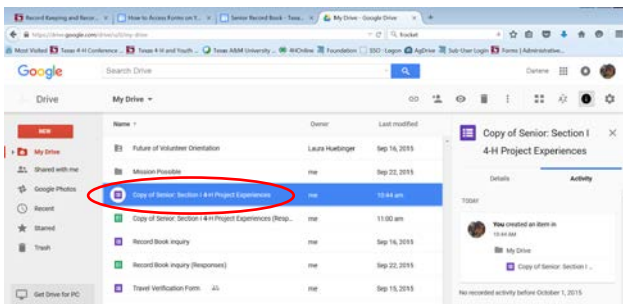 Record Keeping and Recor...
How to Access Forms on t...
Senior Record Book - Texa...
My Drive - Google Drive
https://drive.google.com/drive/u/0/my-drive
frocket
Most Visited Texas 4-H Conference ... Texas 4-H and Youth ... Texas A&M University ... 4HOnline Foundation SSO Logon AgDrive Sub-User Login Forms | Administrative...
Google Search Drive Darlene
Drive My Drive
NEW
My Drive
Shared with me
Google Photos
Recent
Starred
Trash
Get Drive for PC
Name Owner Last modified
Future of Volunteer Orientation Laura Huebinger Sep 16, 2015
Mission Possible me Sep 22, 2015
Copy of Senior: Section I 4-H Project Experiences me 10:44 am
Copy of Senior: Section I 4-H Project Experiences (Resp... me 11:00 am
Record Book inquiry me Sep 16, 2015
Record Book inquiry (Responses) me Sep 22, 2015
Travel Verification Form me Sep 15, 2015
Copy of Senior: Section I
4-H Project Experiences
Details Activity
TODAY
You created an item in
10:44 AM
My Drive
Copy of Senior: Section I ...
No recorded activity before October 1, 2015